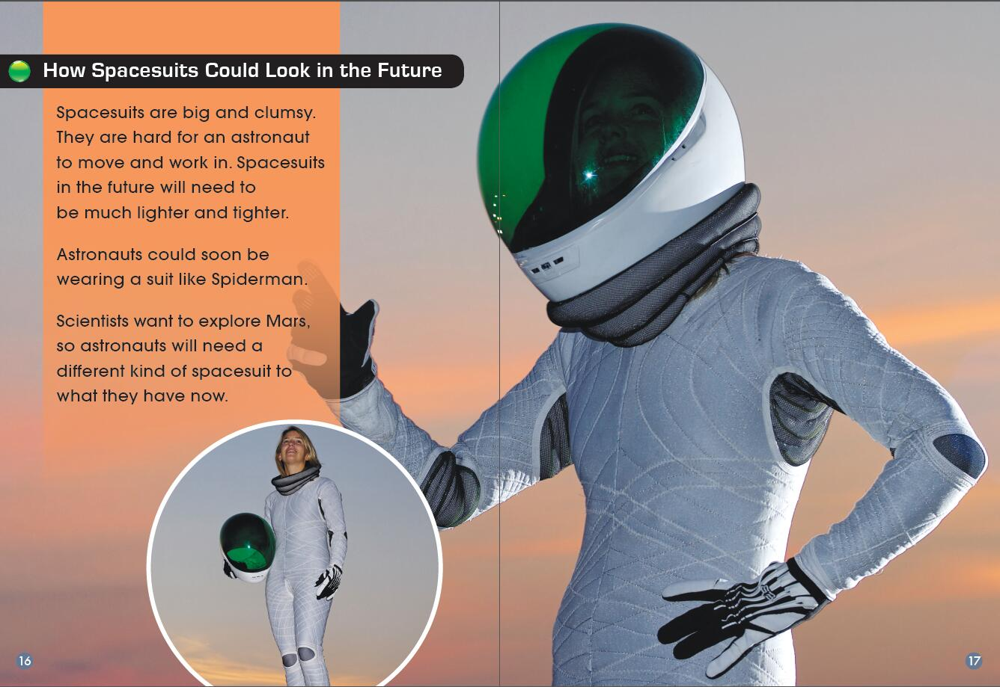 How Spacesuits Could Look in the Future
Spacesuits are big and clumsy.
They are hard for an astronaut
to move and work in. Spacesuits
in the future will need to
be much lighter and tighter.
Astronauts could soon be
wearing a suit like Spiderman.
Scientists want to explore Mars,
so astronauts will need a
different kind of spacesuit to
what they have now.
FOX
16
17